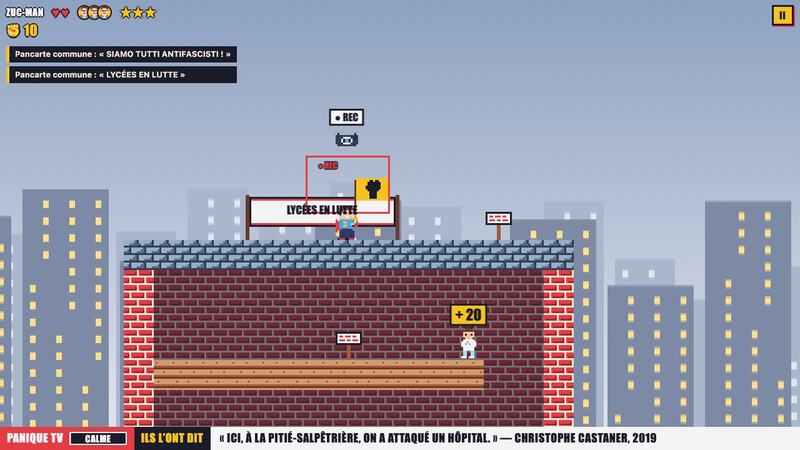 ZUC-MAN
10
Pancarte commune : « SIAMO TUTTI ANTIFASCISTI ! »
Pancarte commune : « LYCÉES EN LUTTE »
● REC
● REC
LYCÉES EN LUTTE
+ 20
PANIQUE TV CALME ILS L'ONT DIT « ICI, À LA PITIÉ-SALPÊTRIÈRE, ON A ATTAQUÉ UN HÔPITAL. » — CHRISTOPHE CASTANER, 2019